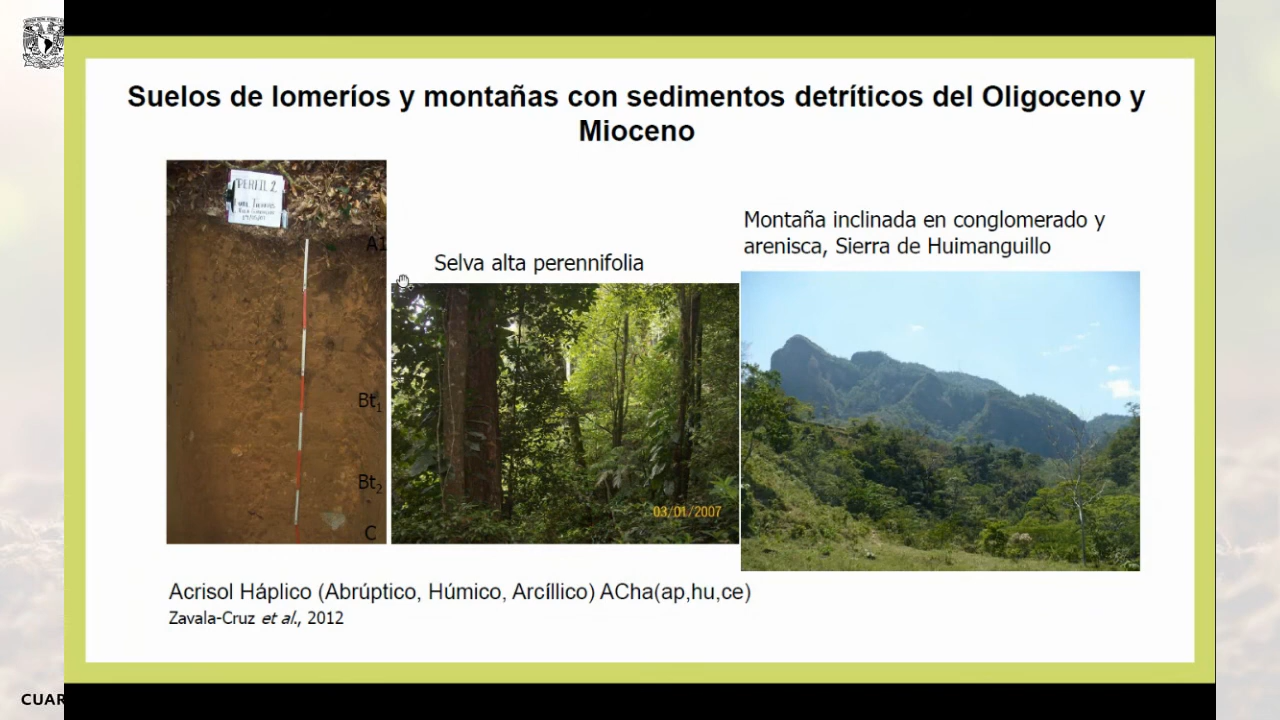 Suelos de lomeríos y montañas con sedimentos detríticos del Oligoceno y
Mioceno
PERFIL 2
A1
Bt1
Bt2
C
Selva alta perennifolia
03/01/2007
Montaña inclinada en conglomerado y
arenisca, Sierra de Huimanguillo
Acrisol Háplico (Abrúptico, Húmico, Arcíllico) ACha(ap,hu,ce)
Zavala-Cruz et al., 2012
CUAR